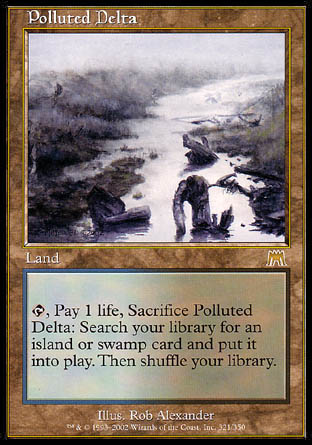 Polluted Delta
Land
, Pay 1 life, Sacrifice Polluted
Delta: Search your library for an
island or swamp card and put it
into play. Then shuffle your library.
Illus. Rob Alexander
™ & © 1993-2002 Wizards of the Coast, Inc. 321/350